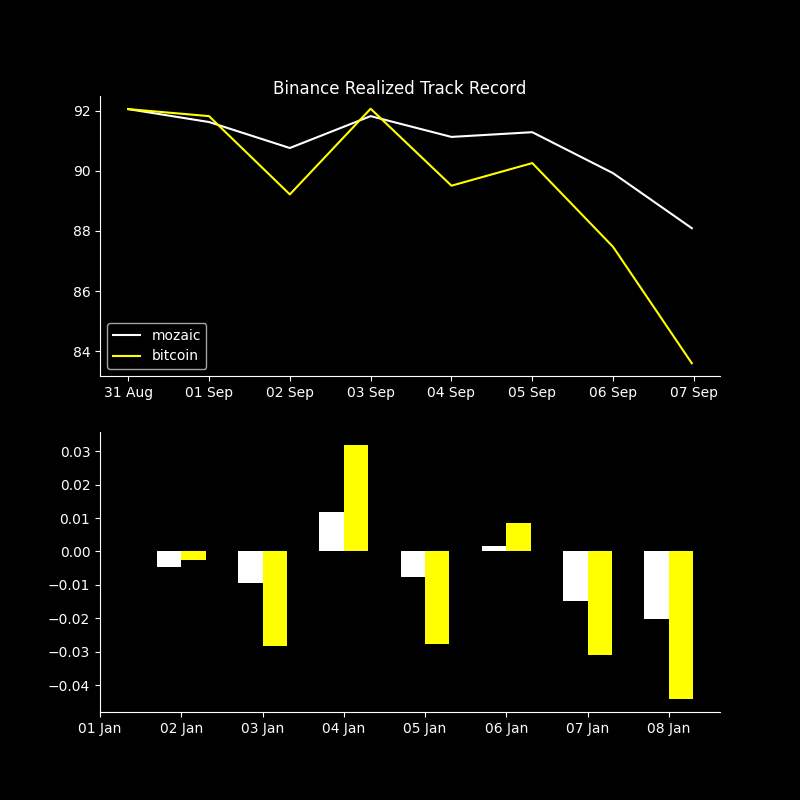 Binance Realized Track Record
92
90
88
86
84
mozaic
bitcoin
31 Aug 01 Sep 02 Sep 03 Sep 04 Sep 05 Sep 06 Sep 07 Sep
0.03
0.02
0.01
0.00
−0.01
−0.02
−0.03
−0.04
01 Jan 02 Jan 03 Jan 04 Jan 05 Jan 06 Jan 07 Jan 08 Jan